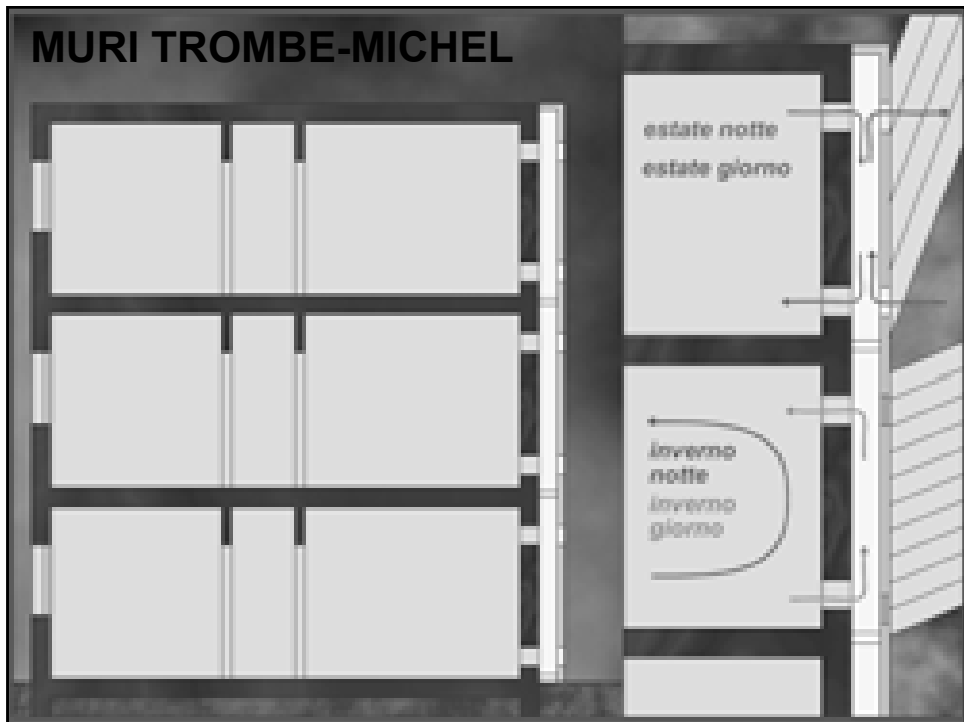 MURI TROMBE-MICHEL
estate notte
estate giorno
inverno
notte
inverno
giorno